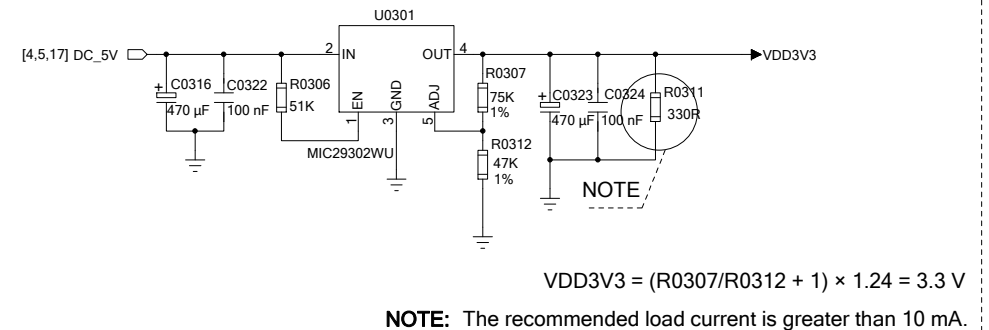 U0301
[4,5,17] DC_5V
2
IN
OUT
4
VDD3V3
C0316
470 µF
C0322
100 nF
R0306
51K
EN
GND
ADJ
1
3
5
MIC29302WU
R0307
75K
1%
R0312
47K
1%
C0323
470 µF
C0324
100 nF
R0311
330R
NOTE
VDD3V3 = (R0307/R0312 + 1) × 1.24 = 3.3 V
NOTE: The recommended load current is greater than 10 mA.